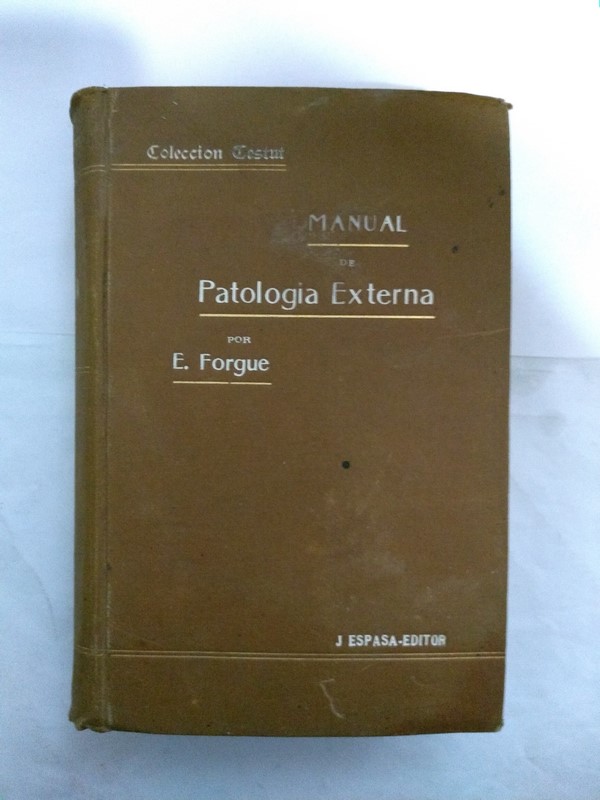 Coleccion Testut
MANUAL
DE
Patologia Externa
POR
E. Forgue
J ESPASA-EDITOR